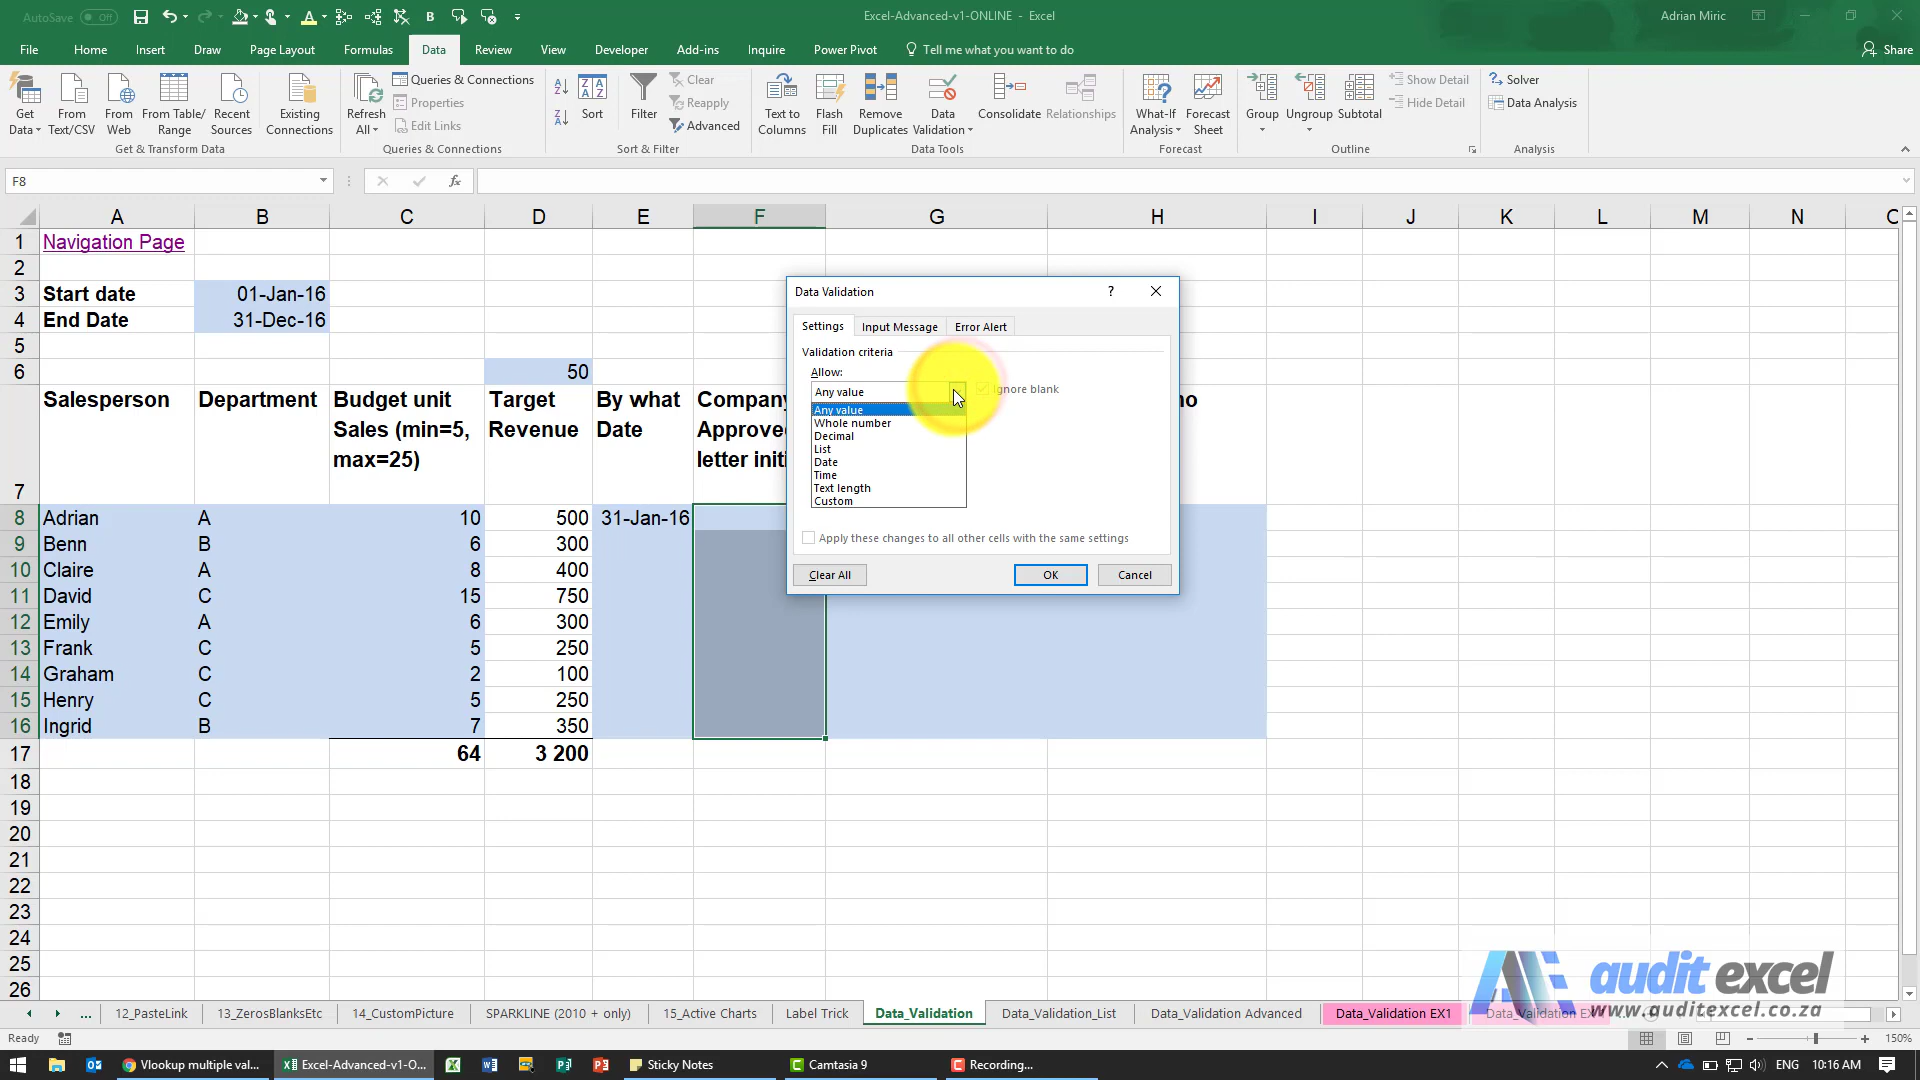 AutoSave Off
Excel-Advanced-v1-ONLINE - Excel
Adrian Miric
File Home Insert Draw Page Layout Formulas Data Review View Developer Add-ins Inquire Power Pivot Tell me what you want to do Share
Get Data
From Text/CSV
From Web
From Table/ Range
Recent Sources
Existing Connections
Get & Transform Data
Refresh All
Queries & Connections
Properties
Edit Links
Queries & Connections
Sort
Filter
Clear
Reapply
Advanced
Sort & Filter
Text to Columns
Flash Fill
Remove Duplicates
Data Validation
Consolidate
Relationships
Data Tools
What-If Analysis
Forecast Sheet
Forecast
Group
Ungroup
Subtotal
Show Detail
Hide Detail
Outline
Solver
Data Analysis
Analysis
F8
fx
A B C D E F G H I J K L M N
1 Navigation Page
2
3 Start date 01-Jan-16
4 End Date 31-Dec-16
5
6 50
7 Salesperson
Department
Budget unit
Sales (min=5,
max=25)
Target
Revenue
By what
Date
8 Adrian A 10 500 31-Jan-16
9 Benn B 6 300
10 Claire A 8 400
11 David C 15 750
12 Emily A 6 300
13 Frank C 5 250
14 Graham C 2 100
15 Henry C 5 250
16 Ingrid B 7 350
17 64 3 200
18
19
20
21
22
23
24
25
26
Data Validation ?
Settings Input Message Error Alert
Validation criteria
Allow:
Any value
Ignore blank
Any value
Whole number
Decimal
List
Date
Time
Text length
Custom
Apply these changes to all other cells with the same settings
Clear All OK Cancel
audit excel
www.auditexcel.co.za
... 12_PasteLink 13_ZerosBlanksEtc 14_CustomPicture SPARKLINE (2010 + only) 15_Active Charts Label Trick Data_Validation Data_Validation_List Data_Validation Advanced Data_Validation EX1
Ready
150%
Vlookup multiple val...
Excel-Advanced-v1-O...
Sticky Notes
Camtasia 9
Recording...
ENG 10:16 AM